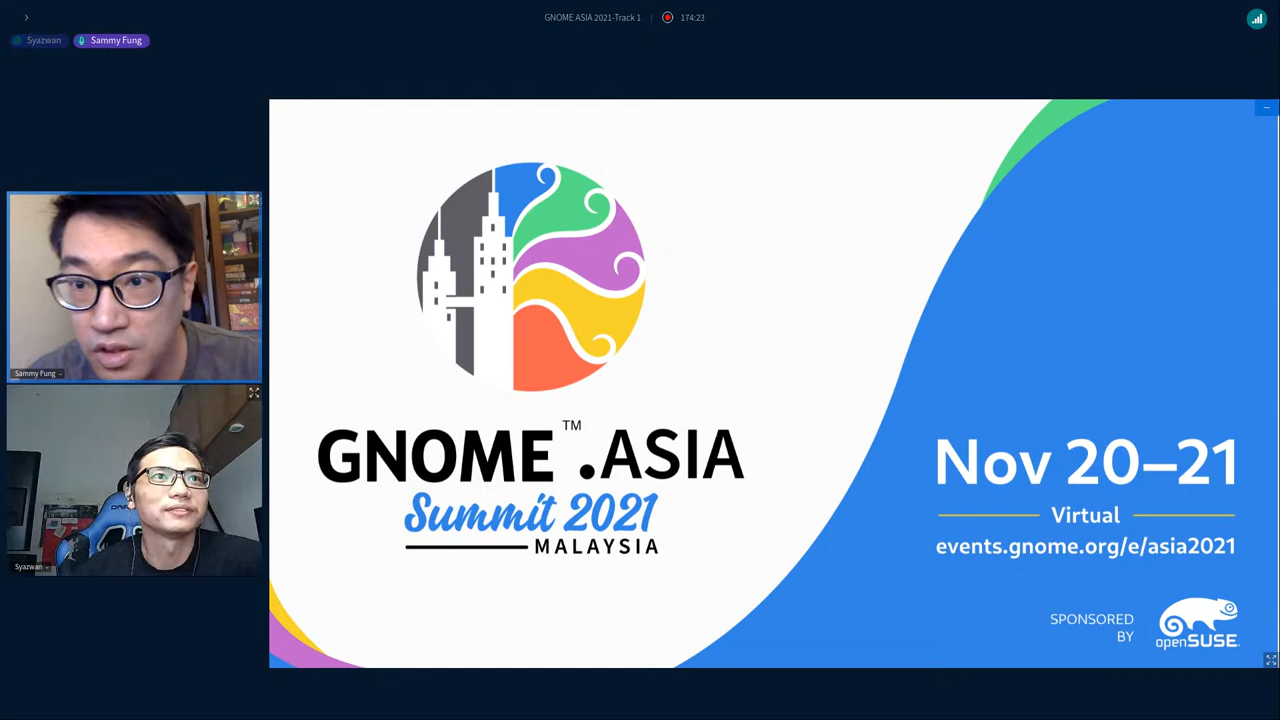 GNOME ASIA 2021-Track 1
174:23
Syazwan
Sammy Fung
Sammy Fung
Syazwan
GNOME™.ASIA
Summit 2021
MALAYSIA
Nov 20–21
Virtual
events.gnome.org/e/asia2021
SPONSORED
BY
openSUSE